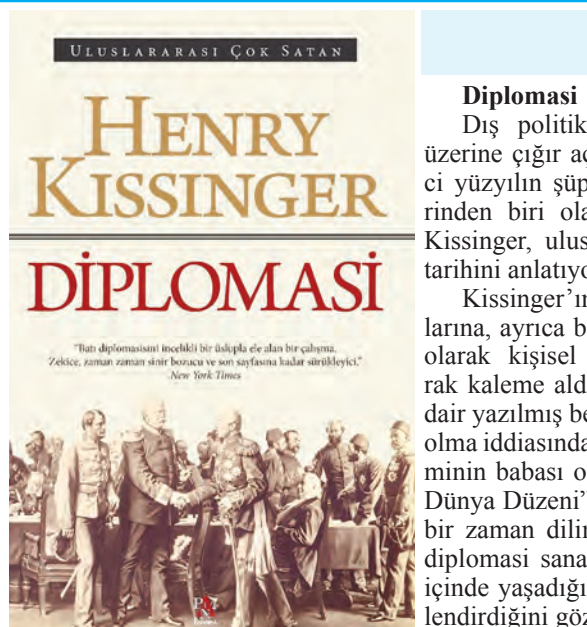 ULUSLARARASI ÇOK SATAN
HENRY
KISSINGER
DİPLOMASİ
"Batı diplomasisini incelikli bir üslupla ele alan bir çalışma.
Zekice, zaman zaman sinir bozucu ve son sayfasına kadar sürükleyici."
New York Times
Diplomasi
Dış politik
üzerine çığır aç
ci yüzyılın şüp
rinden biri ola
Kissinger, ulus
tarihini anlatıyo
Kissinger’ın
larına, ayrıca b
olarak kişisel
rak kaleme ald
dair yazılmış be
olma iddiasında
minin babası o
Dünya Düzeni’
bir zaman dilin
diplomasi sana
içinde yaşadığı
lendirdiğini göz